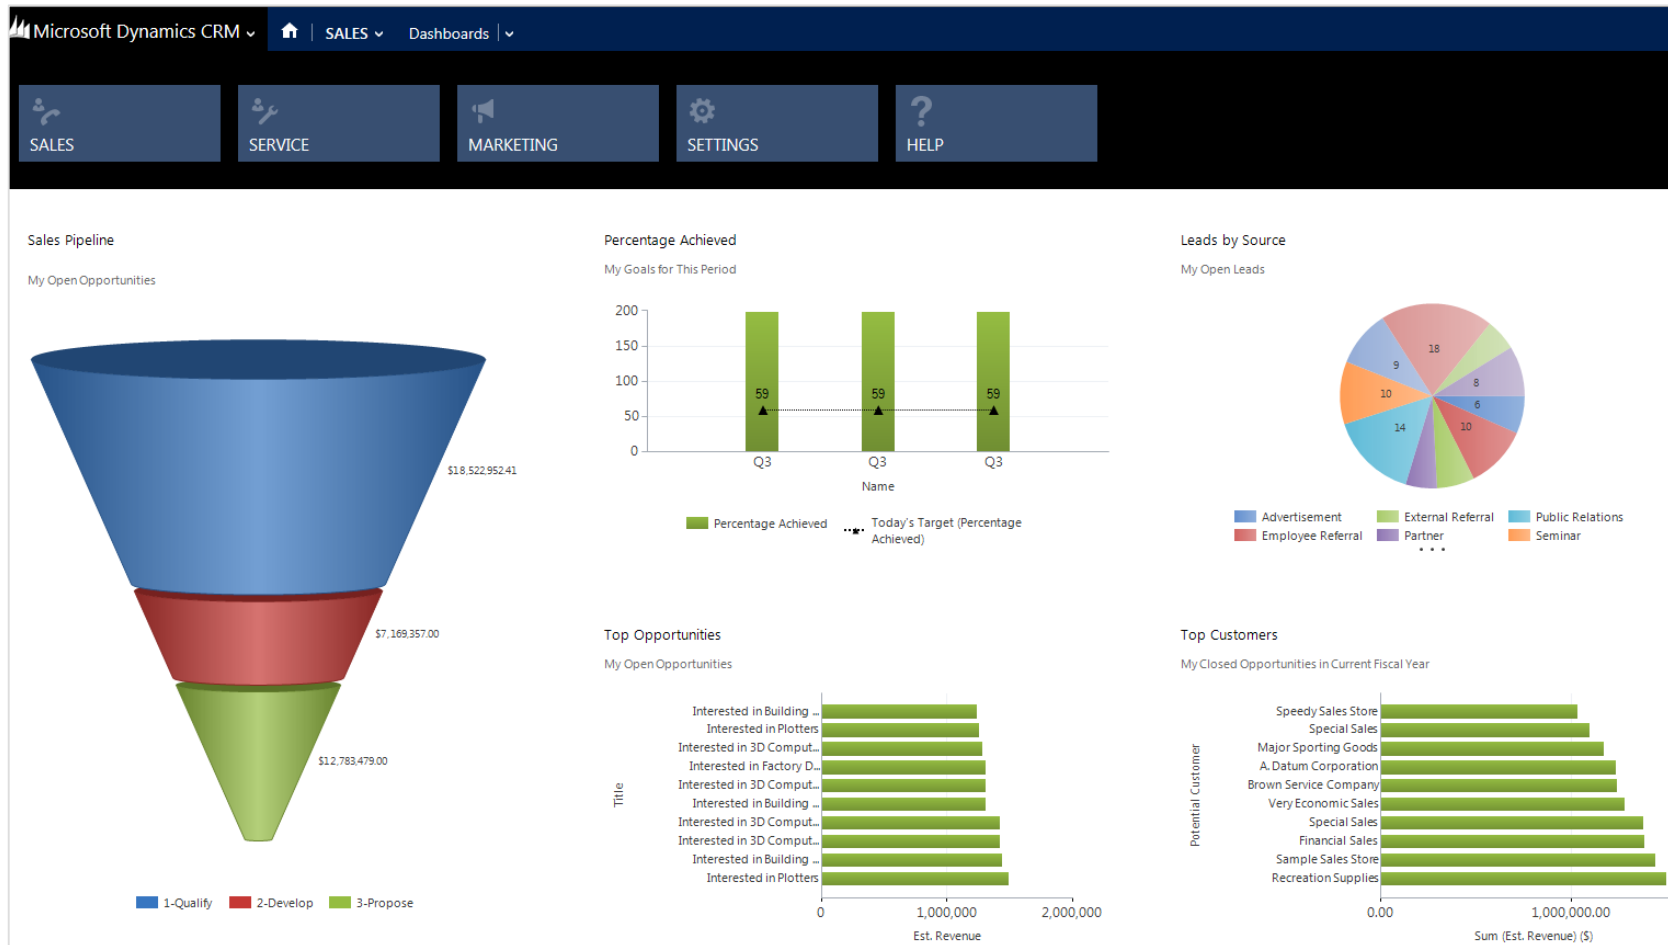 Microsoft Dynamics CRM
SALES
Dashboards
SALES
SERVICE
MARKETING
SETTINGS
HELP
Sales Pipeline
My Open Opportunities
$18,522,952.41
$7,169,357.00
$12,783,479.00
1-Qualify
2-Develop
3-Propose
Percentage Achieved
My Goals for This Period
200
150
100
50
0
59
59
59
Q3
Q3
Q3
Name
Percentage Achieved
Today's Target (Percentage
Achieved)
Leads by Source
My Open Leads
18
9
8
10
6
14
10
Advertisement
External Referral
Public Relations
Employee Referral
Partner
Seminar
...
Top Opportunities
My Open Opportunities
Title
Interested in Building ...
Interested in Plotters
Interested in 3D Comput...
Interested in Factory D...
Interested in 3D Comput...
Interested in Building ...
Interested in 3D Comput...
Interested in 3D Comput...
Interested in Building ...
Interested in Plotters
0
1,000,000
2,000,000
Est. Revenue
Top Customers
My Closed Opportunities in Current Fiscal Year
Potential Customer
Speedy Sales Store
Special Sales
Major Sporting Goods
A. Datum Corporation
Brown Service Company
Very Economic Sales
Special Sales
Financial Sales
Sample Sales Store
Recreation Supplies
0.00
1,000,000.00
Sum (Est. Revenue) ($)